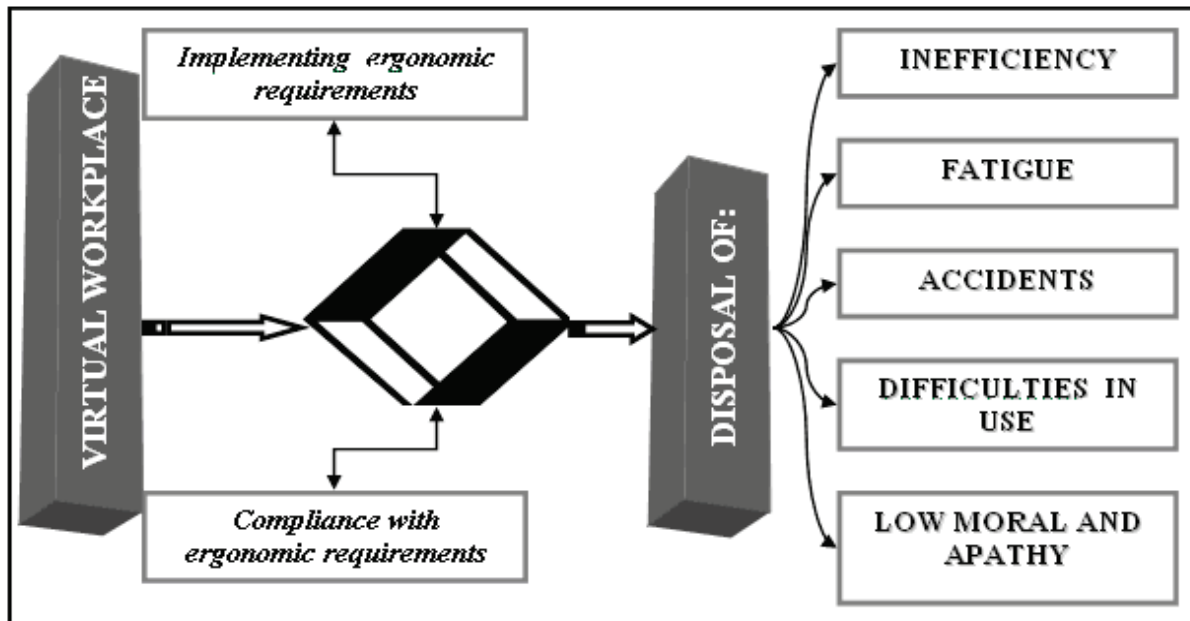 VIRTUAL WORKPLACE
Implementing ergonomic
requirements
Compliance with
ergonomic requirements
DISPOSAL OF:
INEFFICIENCY
FATIGUE
ACCIDENTS
DIFFICULTIES IN
USE
LOW MORAL AND
APATHY